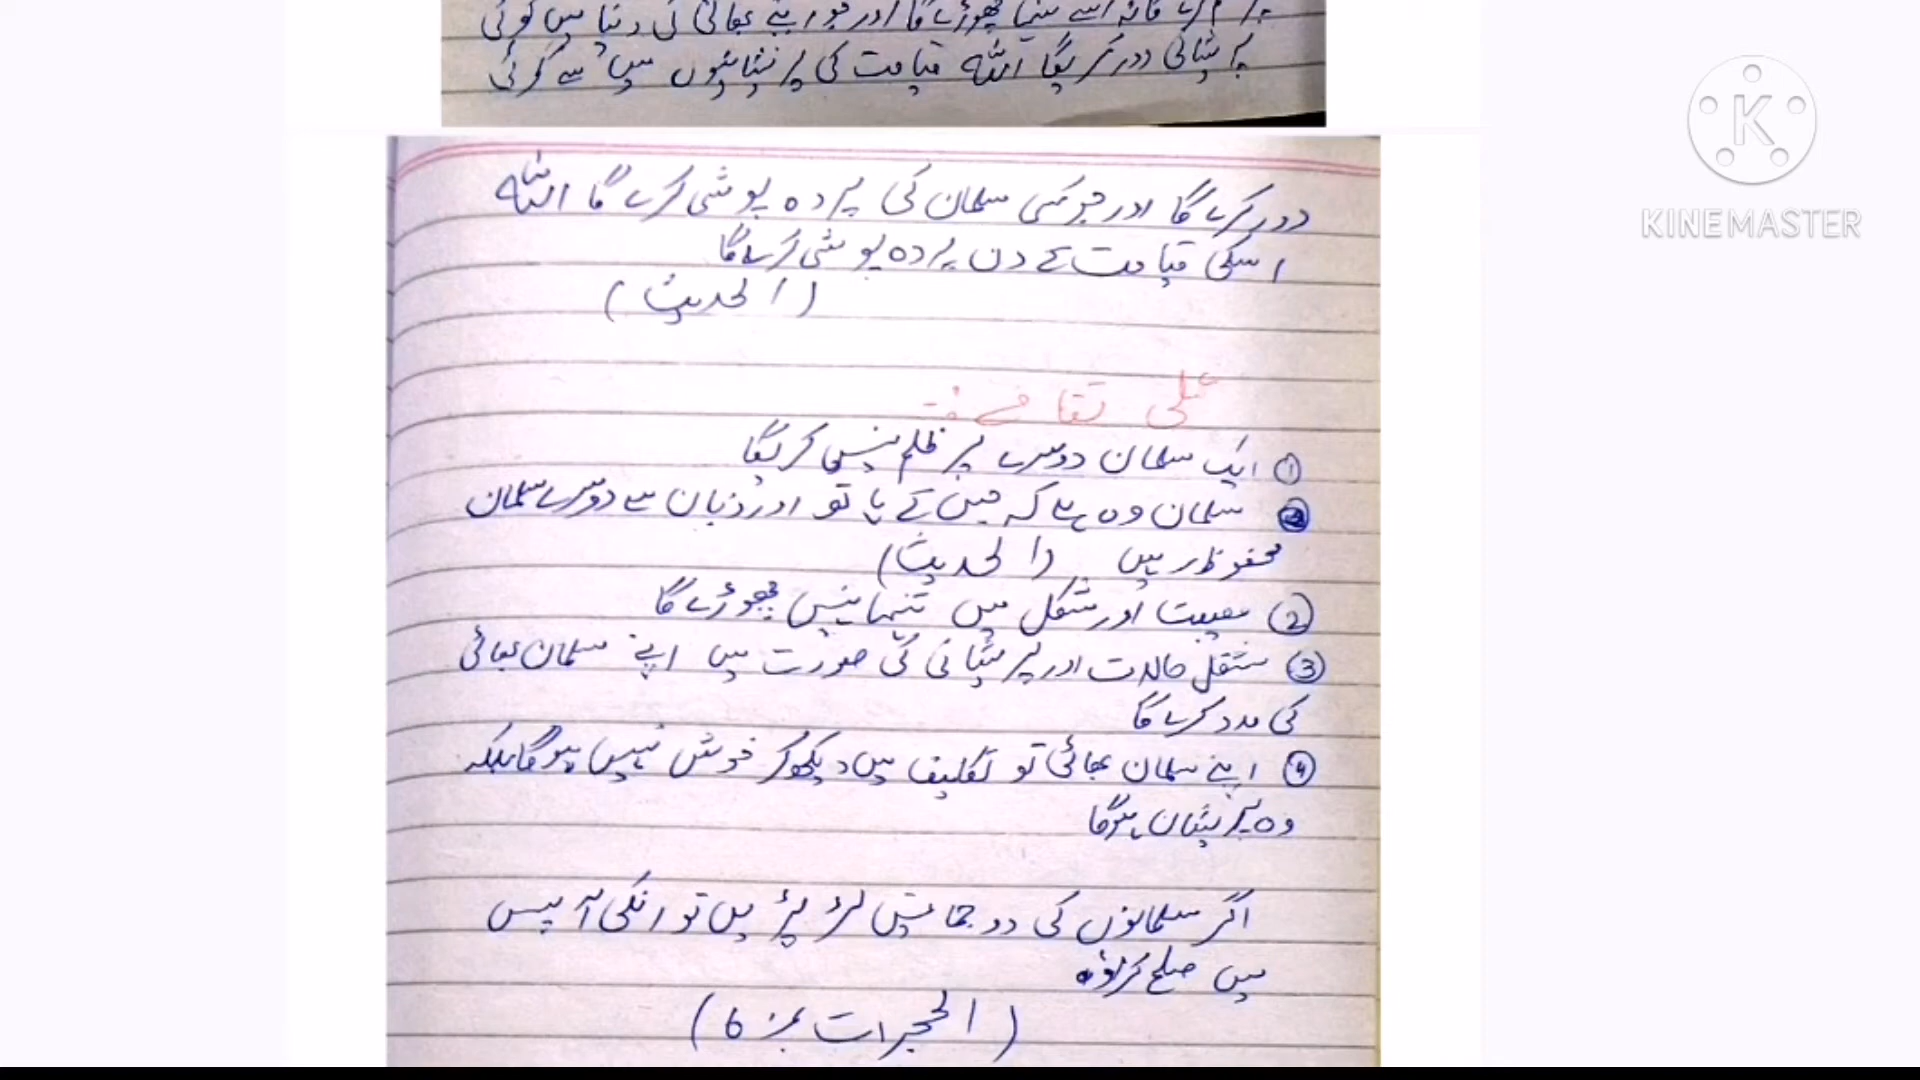 چھوڑے گا اور جو اپنے بھائی کی دنیا میں کوئی
پریشانی دور کریگا اللہ قیامت کی پریشانیوں میں سے کوئی
K
KINEMASTER
دور کرے گا اور جو کسی مسلمان کی پردہ پوشی کرے گا اللہ
اسکی قیامت کے دن پردہ پوشی کرے گا
(الحدیث)
عملی تقاضے :-
① ایک مسلمان دوسرے پر ظلم نہیں کریگا
مسلمان وہ ہے کہ جس کے ہاتھ اور زبان سے دوسرے مسلمان
محفوظ رہیں (الحدیث)
② مصیبت اور مشکل میں تنہا نہیں چھوڑے گا
③ مشکل حالات اور پریشانی کی صورت میں اپنے مسلمان بھائی
کی مدد کرے گا
④ اپنے مسلمان بھائی کو تکلیف میں دیکھ کر خوش نہیں ہوگا بلکہ
وہ پریشان ہوگا
اگر مسلمانوں کی دو جماعتیں لڑ پڑیں تو انکی آپس
میں صلح کراؤ
(الحجرات نمبر 6)